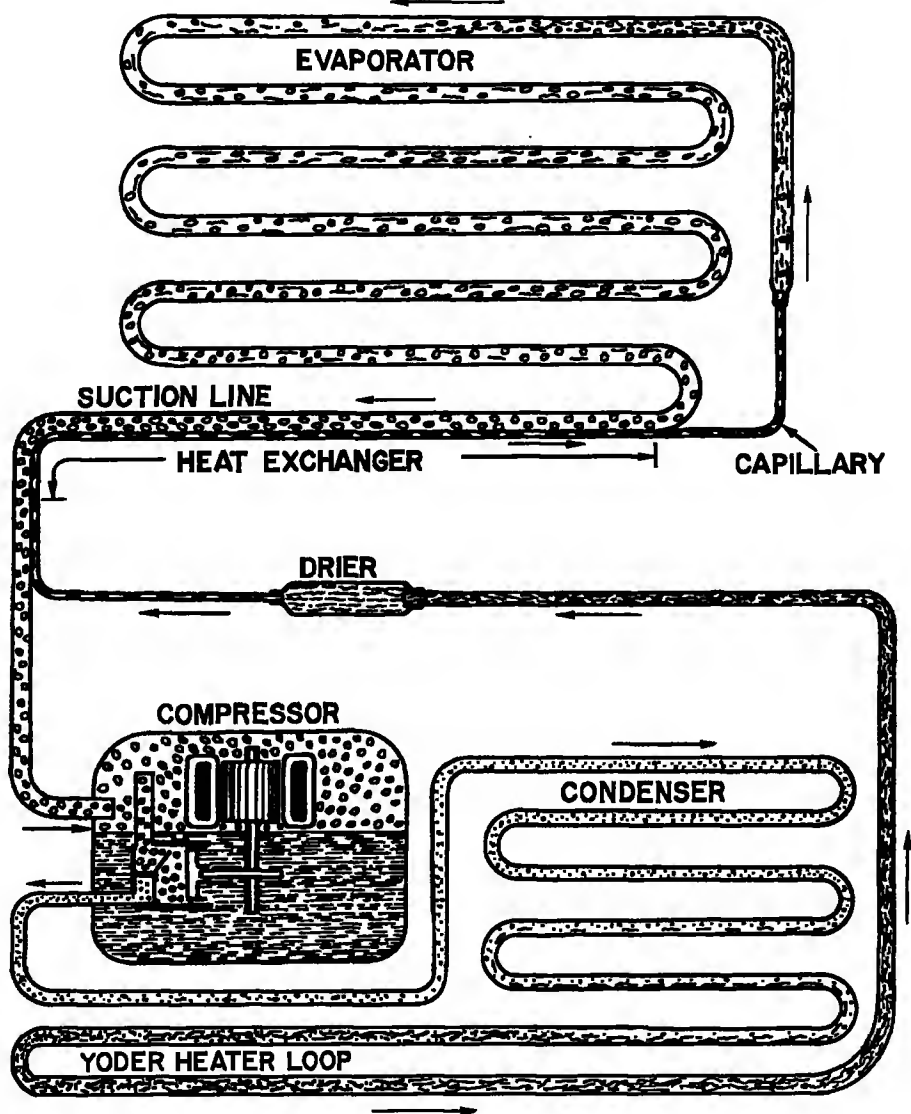 EVAPORATOR
SUCTION LINE
HEAT EXCHANGER
CAPILLARY
DRIER
COMPRESSOR
CONDENSER
YODER HEATER LOOP